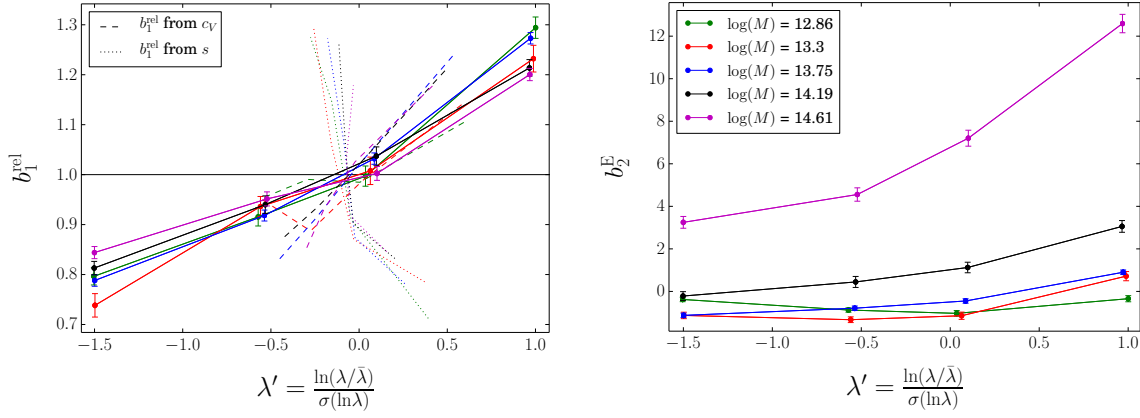 b_1^rel from c_V
b_1^rel from s
1.3
1.2
1.1
1.0
0.9
0.8
0.7
b_1^rel
−1.5 −1.0 −0.5 0.0 0.5 1.0
λ′ = ln(λ/λ̄) / σ(lnλ)
log(M) = 12.86
log(M) = 13.3
log(M) = 13.75
log(M) = 14.19
log(M) = 14.61
12
10
8
6
4
2
0
b_2^E
−1.5 −1.0 −0.5 0.0 0.5 1.0
λ′ = ln(λ/λ̄) / σ(lnλ)